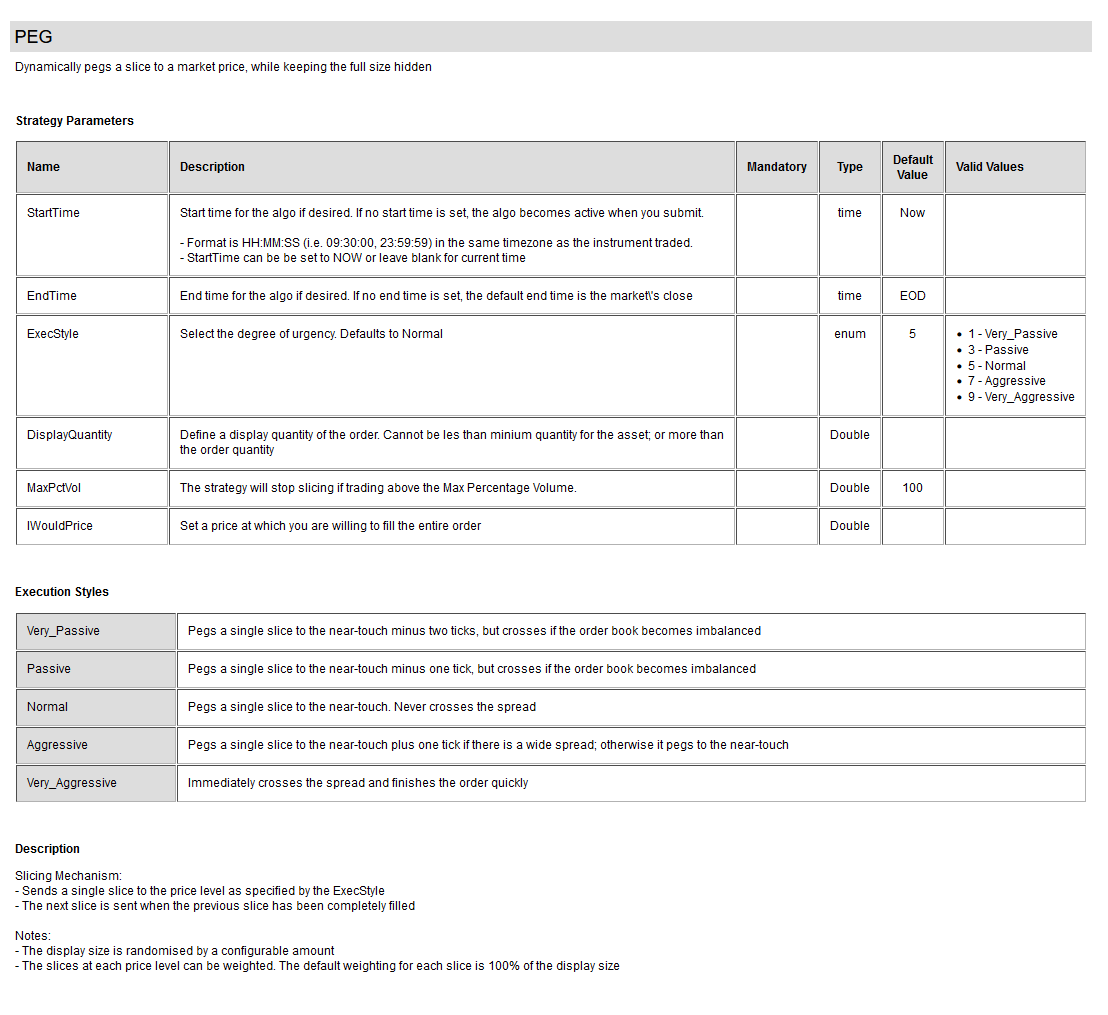 PEG
Dynamically pegs a slice to a market price, while keeping the full size hidden
Strategy Parameters
Name Description Mandatory Type Default Value Valid Values
StartTime Start time for the algo if desired. If no start time is set, the algo becomes active when you submit. time Now
- Format is HH:MM:SS (i.e. 09:30:00, 23:59:59) in the same timezone as the instrument traded.
- StartTime can be be set to NOW or leave blank for current time
EndTime End time for the algo if desired. If no end time is set, the default end time is the market\'s close time EOD
ExecStyle Select the degree of urgency. Defaults to Normal enum 5 • 1 - Very_Passive
• 3 - Passive
• 5 - Normal
• 7 - Aggressive
• 9 - Very_Aggressive
DisplayQuantity Define a display quantity of the order. Cannot be les than minium quantity for the asset; or more than Double
the order quantity
MaxPctVol The strategy will stop slicing if trading above the Max Percentage Volume. Double 100
IWouldPrice Set a price at which you are willing to fill the entire order Double
Execution Styles
Very_Passive Pegs a single slice to the near-touch minus two ticks, but crosses if the order book becomes imbalanced
Passive Pegs a single slice to the near-touch minus one tick, but crosses if the order book becomes imbalanced
Normal Pegs a single slice to the near-touch. Never crosses the spread
Aggressive Pegs a single slice to the near-touch plus one tick if there is a wide spread; otherwise it pegs to the near-touch
Very_Aggressive Immediately crosses the spread and finishes the order quickly
Description
Slicing Mechanism:
- Sends a single slice to the price level as specified by the ExecStyle
- The next slice is sent when the previous slice has been completely filled
Notes:
- The display size is randomised by a configurable amount
- The slices at each price level can be weighted. The default weighting for each slice is 100% of the display size